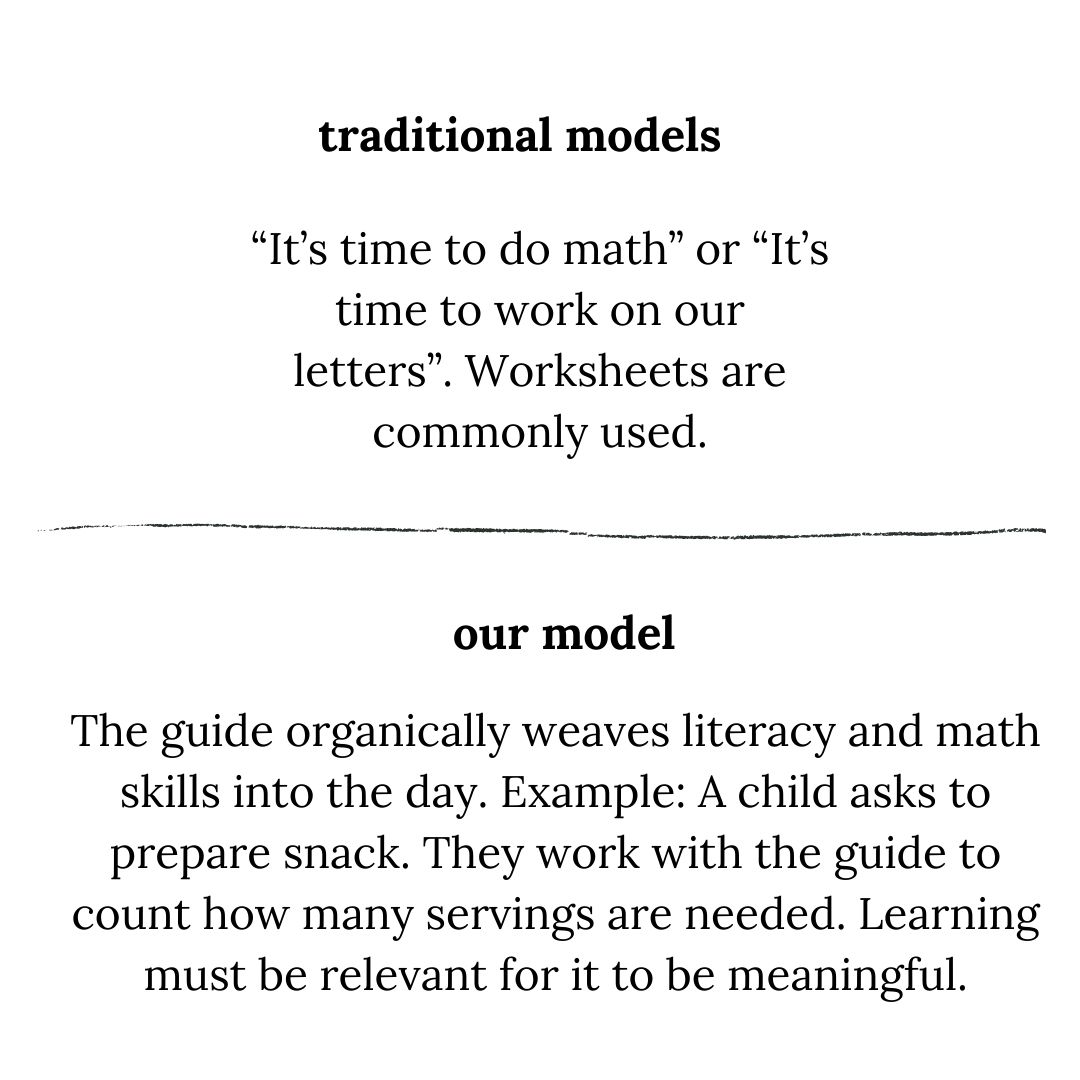 traditional models
“It’s time to do math” or “It’s
time to work on our
letters”. Worksheets are
commonly used.
our model
The guide organically weaves literacy and math
skills into the day. Example: A child asks to
prepare snack. They work with the guide to
count how many servings are needed. Learning
must be relevant for it to be meaningful.